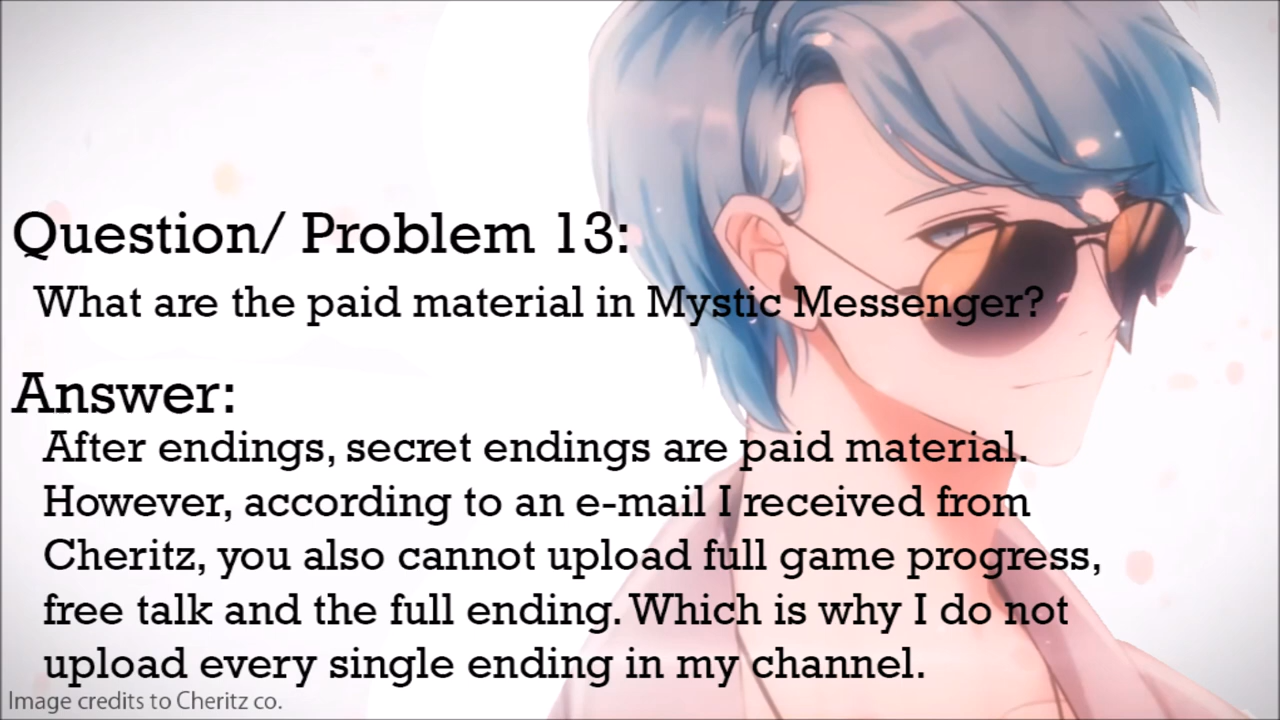 Question/ Problem 13:
What are the paid material in Mystic Messenger?
Answer:
After endings, secret endings are paid material.
However, according to an e-mail I received from
Cheritz, you also cannot upload full game progress,
free talk and the full ending. Which is why I do not
upload every single ending in my channel.
Image credits to Cheritz co.